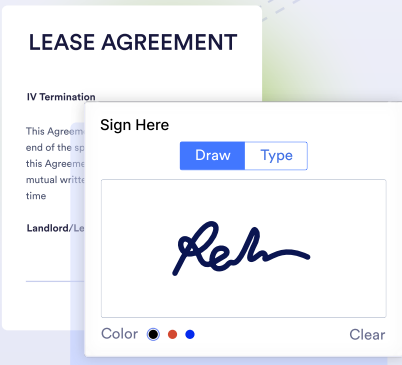 LEASE AGREEMENT
IV Termination
This Agreem
end of the sp
this Agreeme
mutual writte
time
Landlord/Le
Sign Here
Draw Type
Color Clear